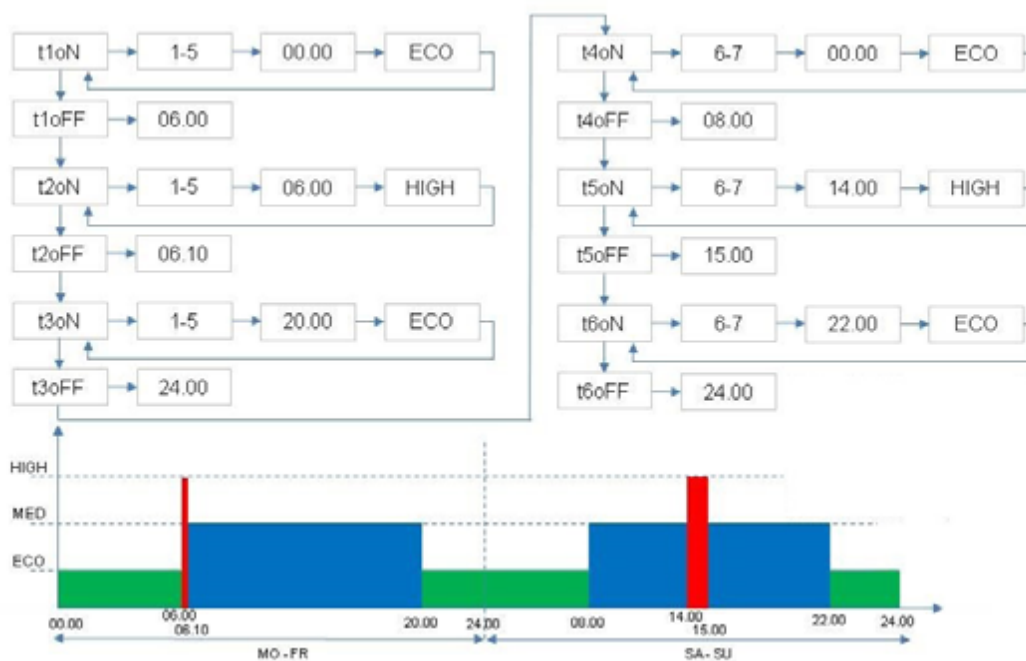 t1oN 1-5 00.00 ECO
t1oFF 06.00
t2oN 1-5 06.00 HIGH
t2oFF 06.10
t3oN 1-5 20.00 ECO
t3oFF 24.00
t4oN 6-7 00.00 ECO
t4oFF 08.00
t5oN 6-7 14.00 HIGH
t5oFF 15.00
t6oN 6-7 22.00 ECO
t6oFF 24.00
HIGH
MED
ECO
00.00 06.00 20.00 24.00 08.00 14.00 22.00 24.00
06.10 15.00
MO - FR SA - SU